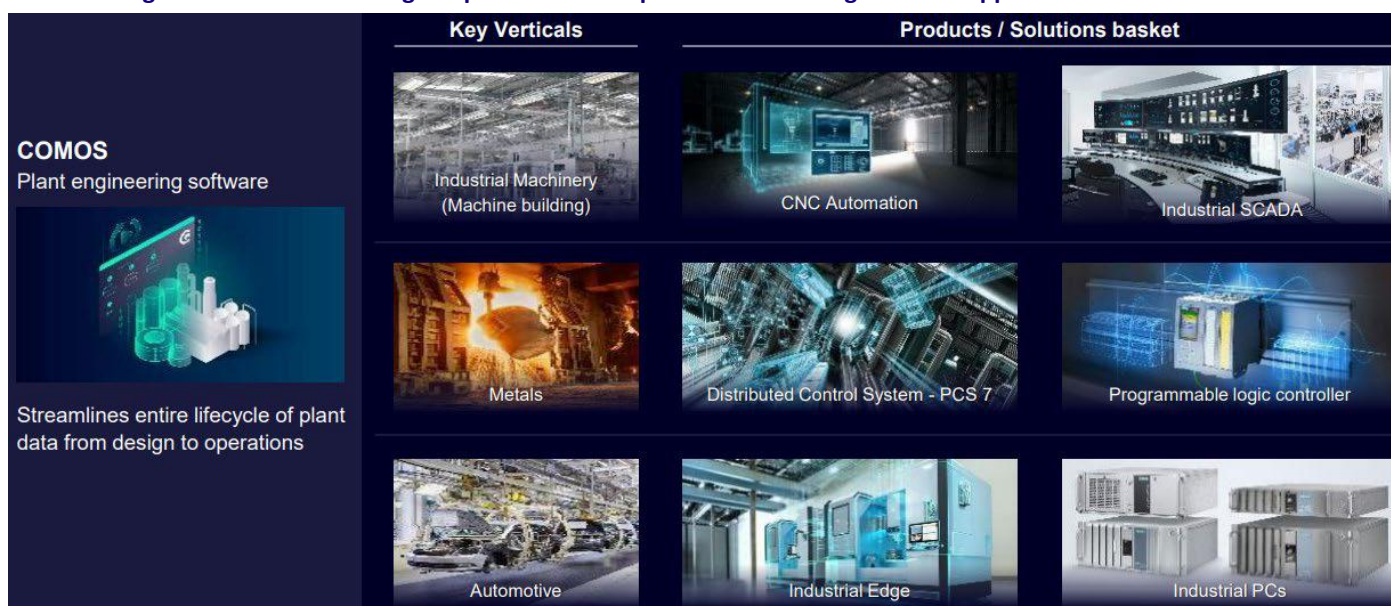 Key Verticals
Products / Solutions basket
COMOS
Plant engineering software
Streamlines entire lifecycle of plant
data from design to operations
Industrial Machinery
(Machine building)
CNC Automation
Industrial SCADA
Metals
Distributed Control System - PCS 7
Programmable logic controller
Automotive
Industrial Edge
Industrial PCs